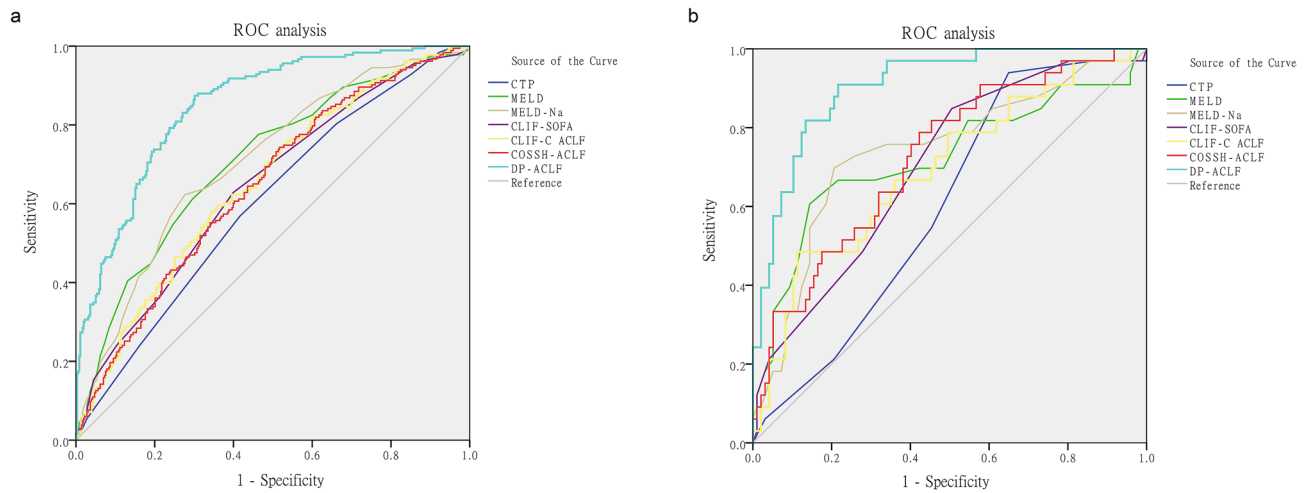 a
ROC analysis
1.0
0.8
0.6
0.4
0.2
0.0
Sensitivity
0.0 0.2 0.4 0.6 0.8 1.0
1 - Specificity
Source of the Curve
CTP
MELD
MELD-Na
CLIF-SOFA
CLIF-C ACLF
COSSH-ACLF
DP-ACLF
Reference
b
ROC analysis
1.0
0.8
0.6
0.4
0.2
0.0
Sensitivity
0.0 0.2 0.4 0.6 0.8 1.0
1 - Specificity
Source of the Curve
CTP
MELD
MELD-Na
CLIF-SOFA
CLIF-C ACLF
COSSH-ACLF
DP-ACLF
Reference